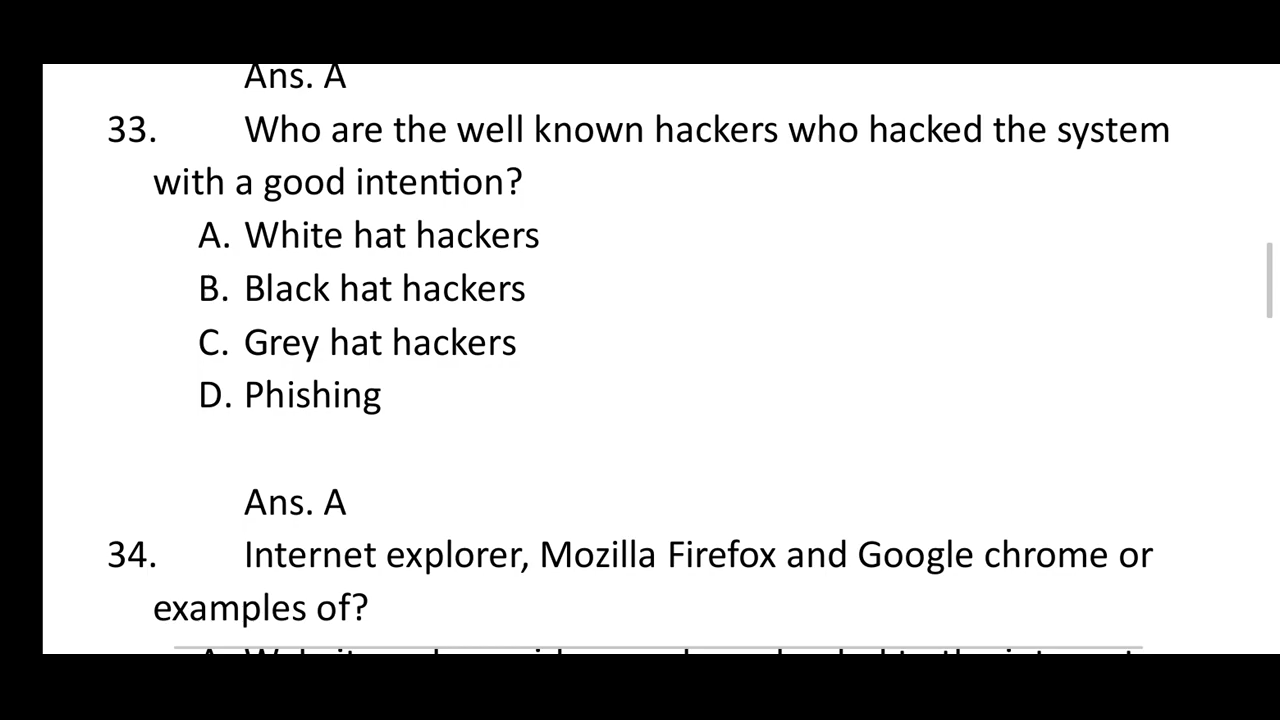 Ans. A
33. Who are the well known hackers who hacked the system
with a good intention?
A. White hat hackers
B. Black hat hackers
C. Grey hat hackers
D. Phishing
Ans. A
34. Internet explorer, Mozilla Firefox and Google chrome or
examples of?